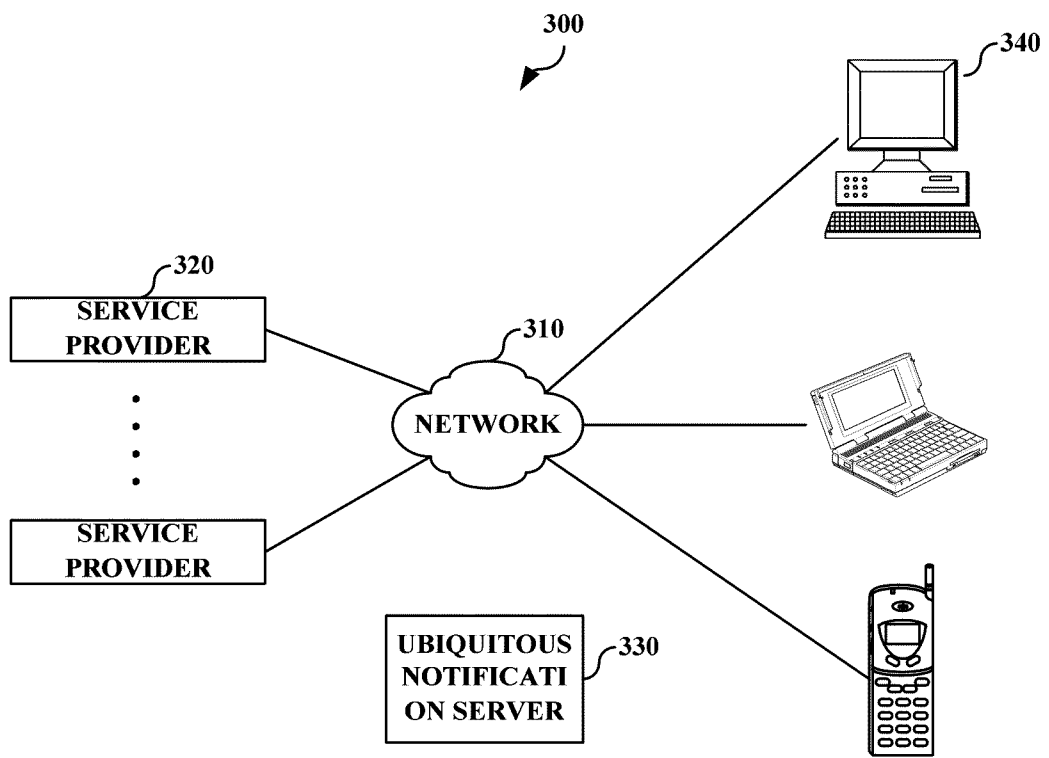 300
340
320
SERVICE
PROVIDER
310
NETWORK
SERVICE
PROVIDER
UBIQUITOUS
NOTIFICATI
ON SERVER
330